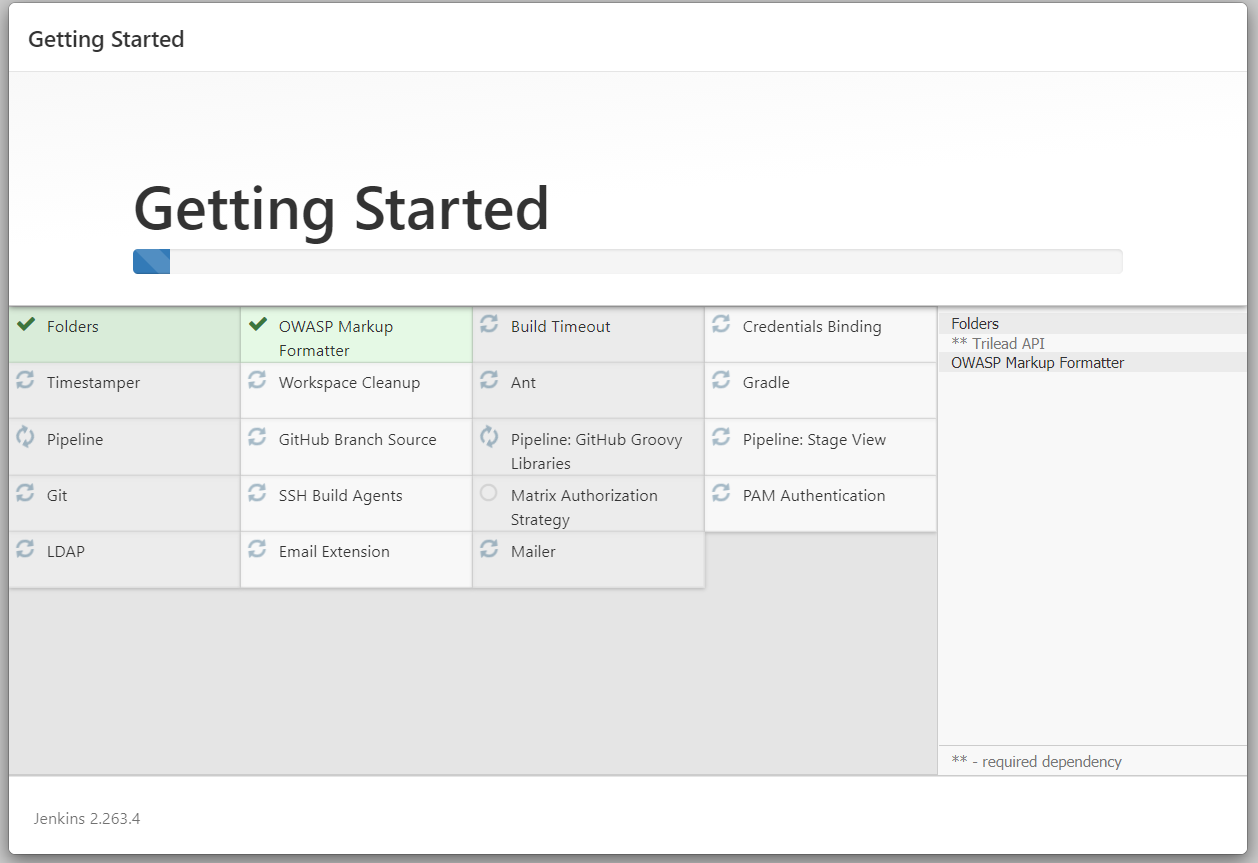 Getting Started
Getting Started
Folders
OWASP Markup
Formatter
Build Timeout
Credentials Binding
Timestamper
Workspace Cleanup
Ant
Gradle
Pipeline
GitHub Branch Source
Pipeline: GitHub Groovy
Libraries
Pipeline: Stage View
Git
SSH Build Agents
Matrix Authorization
Strategy
PAM Authentication
LDAP
Email Extension
Mailer
Folders
** Trilead API
OWASP Markup Formatter
** - required dependency
Jenkins 2.263.4